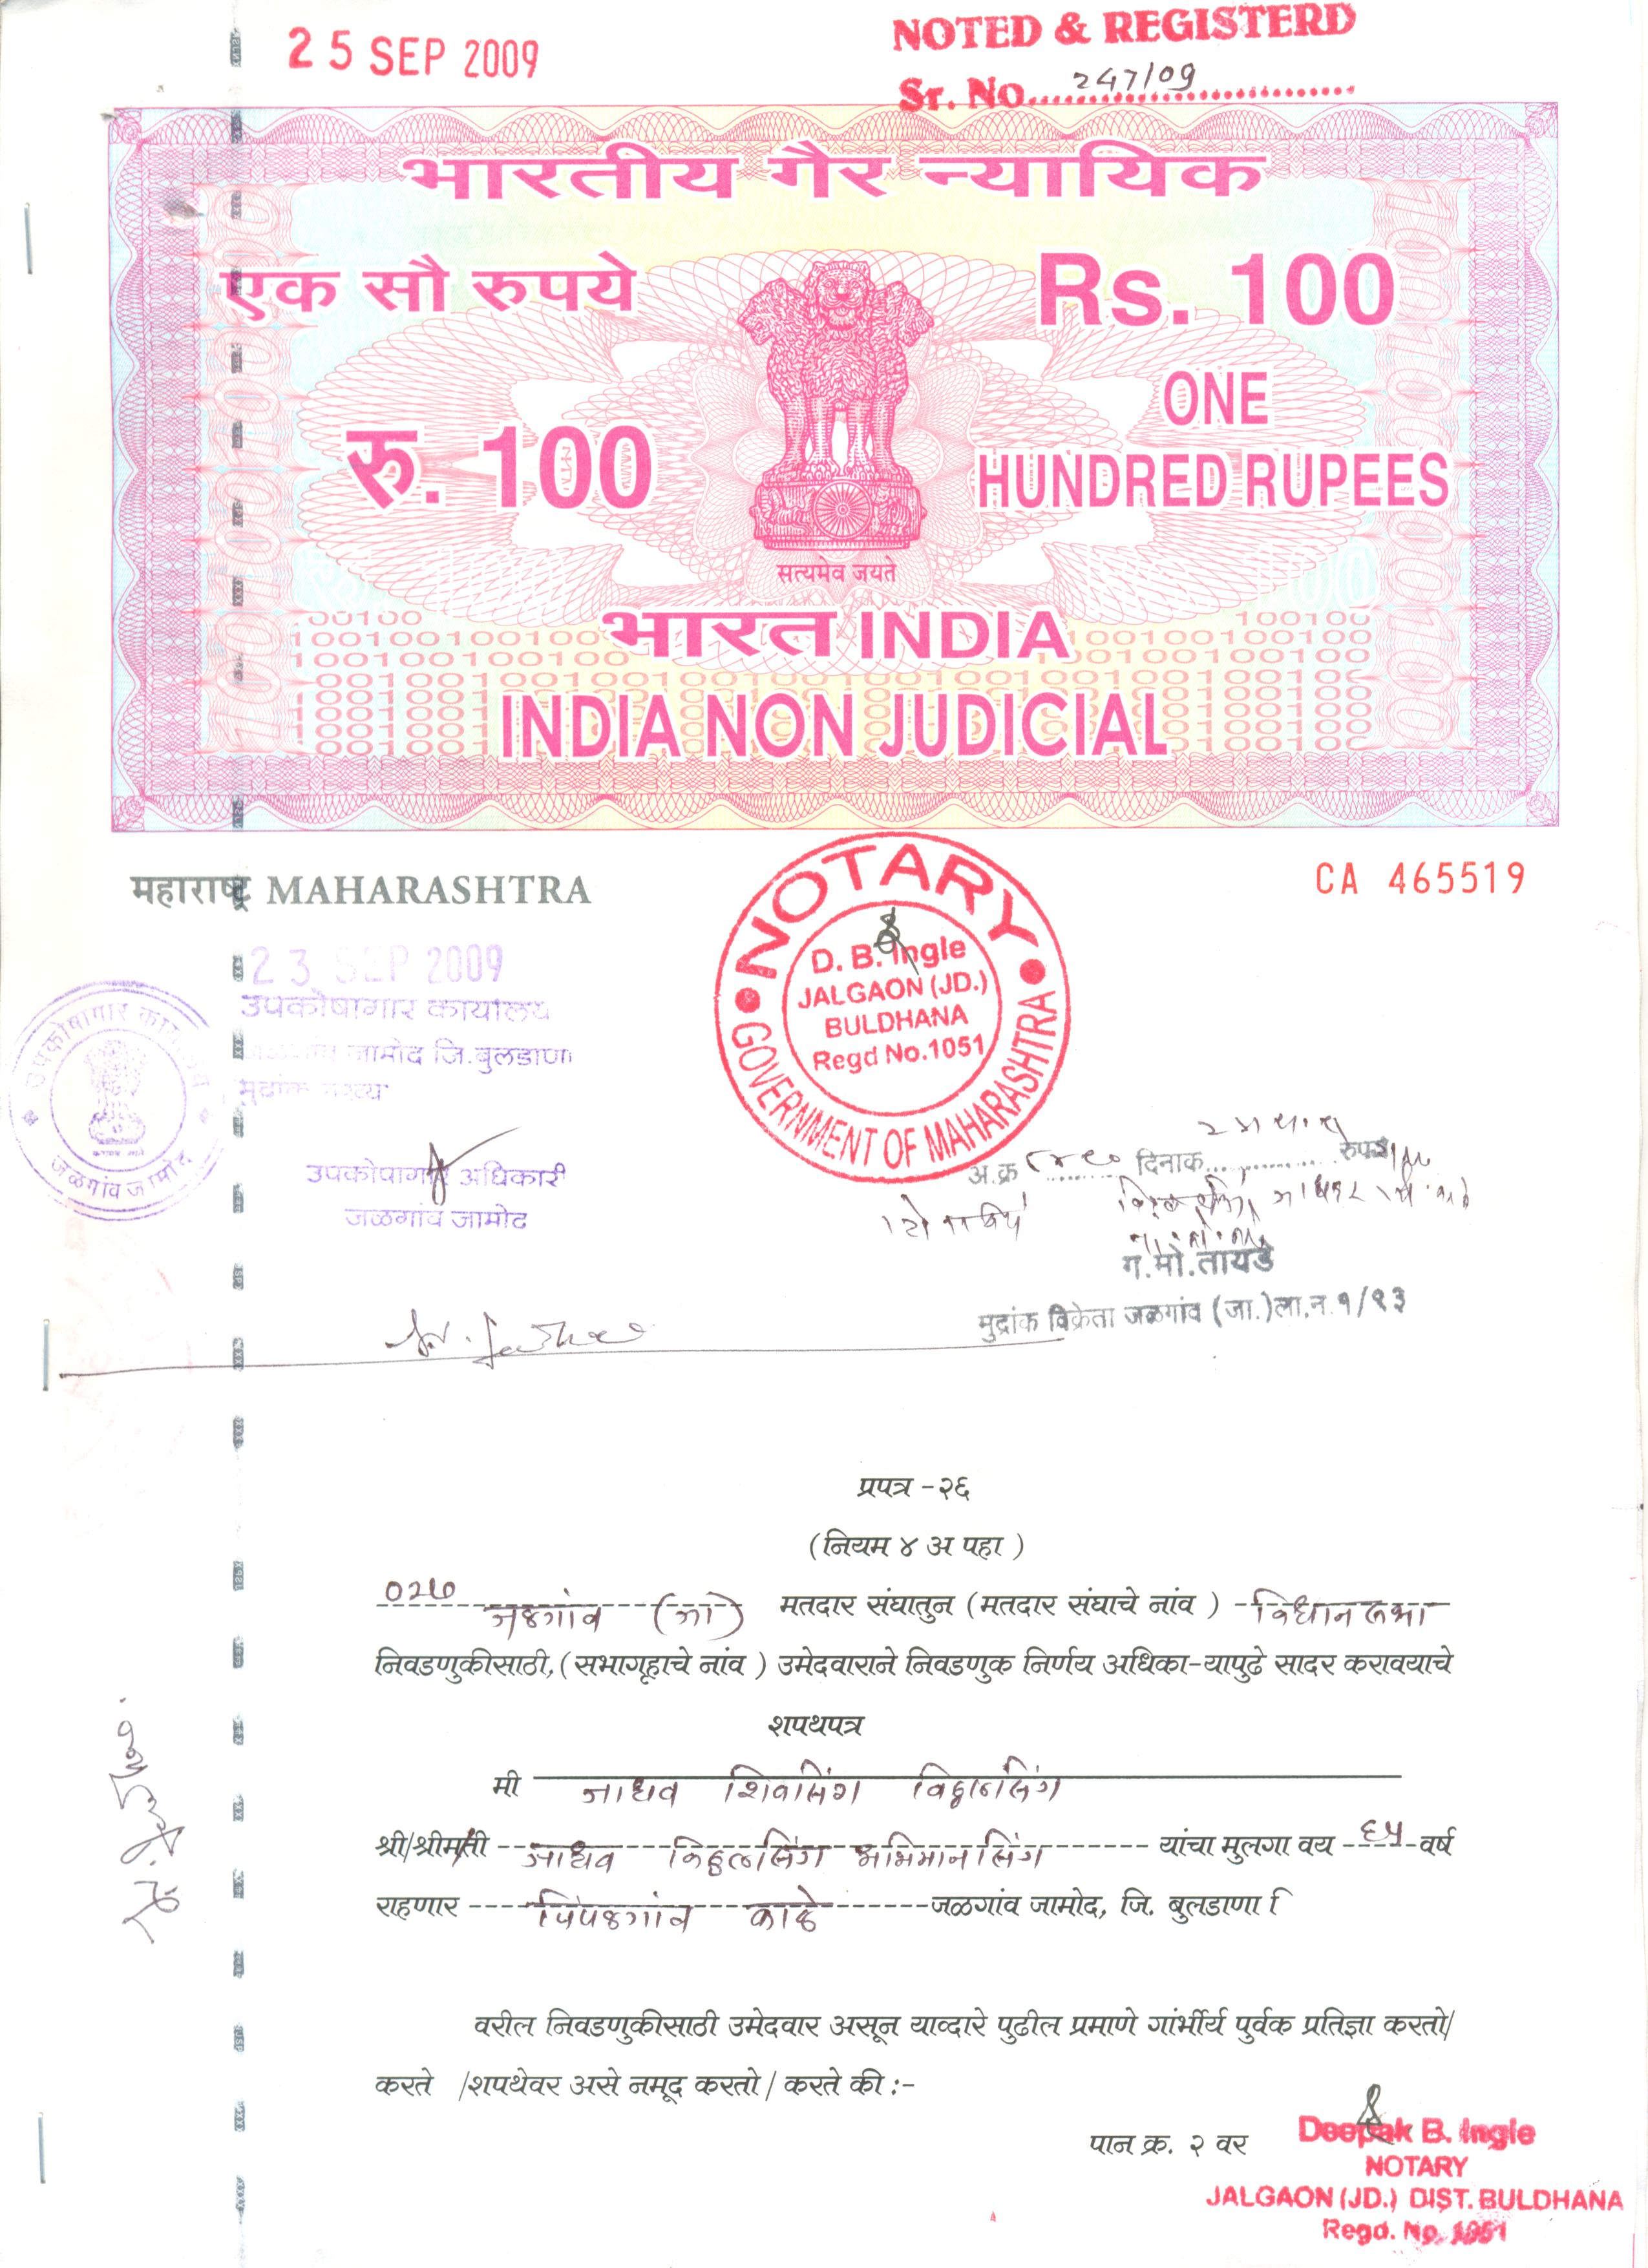 25 SEP 2009
NOTED & REGISTERD
Sr. No. 247/09
भारतीय गैर न्यायिक
एक सौ रुपये
Rs. 100
रु. 100
ONE
HUNDRED RUPEES
सत्यमेव जयते
भारत INDIA
INDIA NON JUDICIAL
महाराष्ट्र MAHARASHTRA
CA 465519
NOTARY
D. B. Ingle
JALGAON (JD.)
BULDHANA
Regd No.1051
GOVERNMENT OF MAHARASHTRA
23 SEP 2009
उपकोषागार कार्यालय
जामोद जि.बुलडाणा
मुद्रांक
जळगांव जामोद
उपकोषागार अधिकारी
जळगांव जामोद
अ.क्र दिनाक रुपये
ग.मो.तायडे
मुद्रांक विक्रेता जळगांव (जा.)ला.न.१/९३
प्रपत्र -२६
(नियम ४ अ पहा )
027 जळगांव (जा) मतदार संघातुन (मतदार संघाचे नांव ) विधानसभा
निवडणुकीसाठी, (सभागृहाचे नांव ) उमेदवाराने निवडणुक निर्णय अधिका-यापुढे सादर करावयाचे
शपथपत्र
मी जाधव शिवसिंग विठ्ठलसिंग
श्री/श्रीमती जाधव विठ्ठलसिंग अभिमानसिंग यांचा मुलगा वय ६५ वर्ष
राहणार पिंपळगांव काळे जळगांव जामोद, जि. बुलडाणा
वरील निवडणुकीसाठी उमेदवार असून याव्दारे पुढील प्रमाणे गांर्भीर्य पुर्वक प्रतिज्ञा करतो/
करते /शपथेवर असे नमूद करतो / करते की :-
पान क्र. २ वर
Deepak B. Ingle
NOTARY
JALGAON (JD.) DIST. BULDHANA
Regd. No. 1051